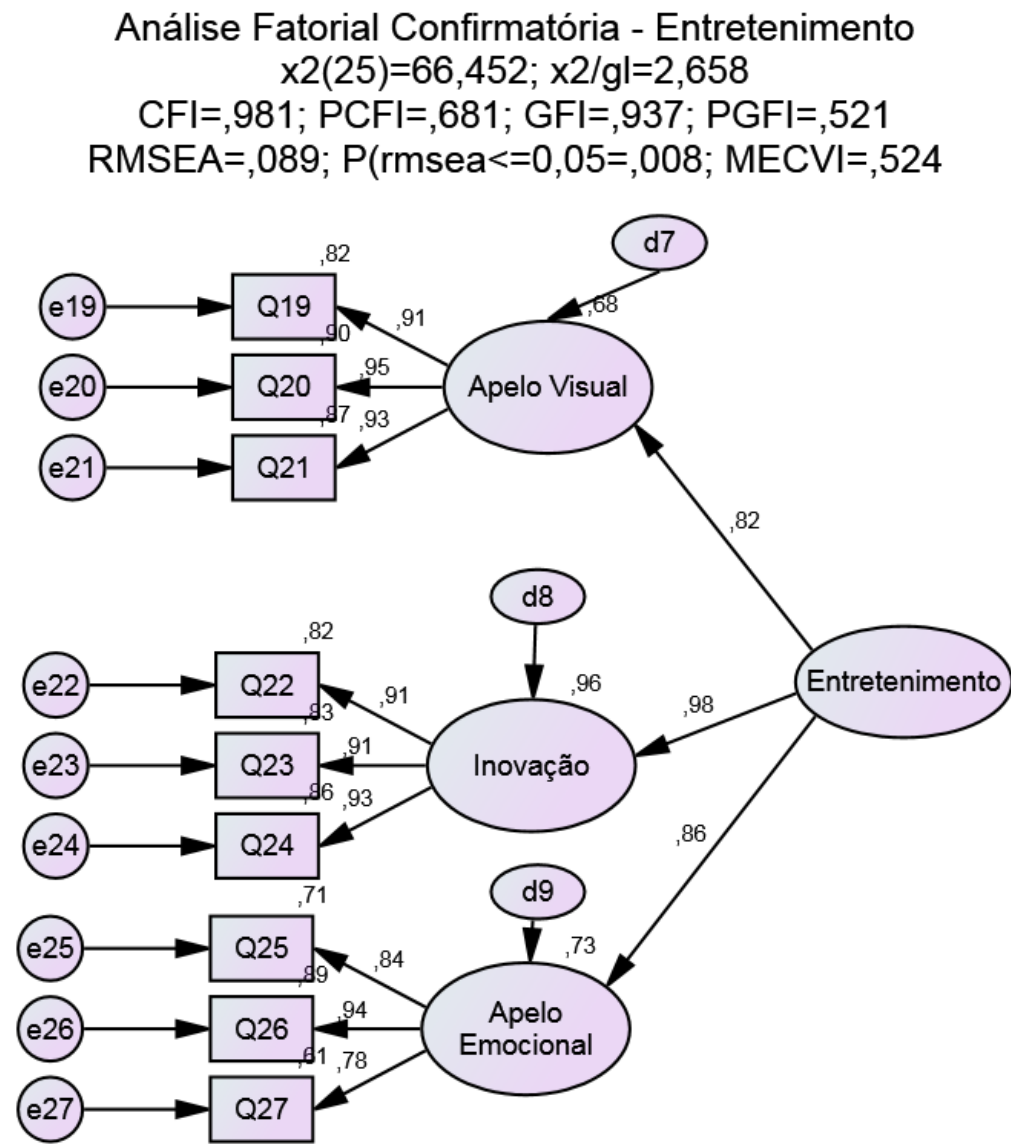 Análise Fatorial Confirmatória - Entretenimento
x2(25)=66,452; x2/gl=2,658
CFI=,981; PCFI=,681; GFI=,937; PGFI=,521
RMSEA=,089; P(rmsea<=0,05=,008; MECVI=,524
d7
,82
e19
Q19
,91
,68
,90
e20
Q20
,95
Apelo Visual
,87
,93
e21
Q21
,82
d8
,82
e22
Q22
,91
,96
Entretenimento
,98
,83
e23
Q23
,91
Inovação
,86
,93
e24
Q24
,86
d9
,71
e25
Q25
,84
,73
,89
e26
Q26
,94
Apelo
Emocional
,61
,78
e27
Q27